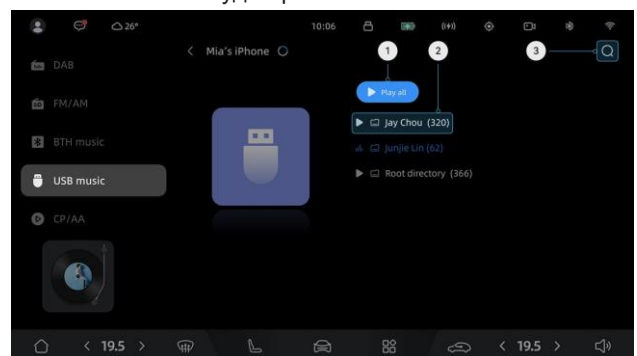 26°
10:06
Mia's iPhone
1
2
3
DAB
FM/AM
BTH music
USB music
CP/AA
Play all
Jay Chou (320)
Junjie Lin (62)
Root directory (366)
19.5
19.5